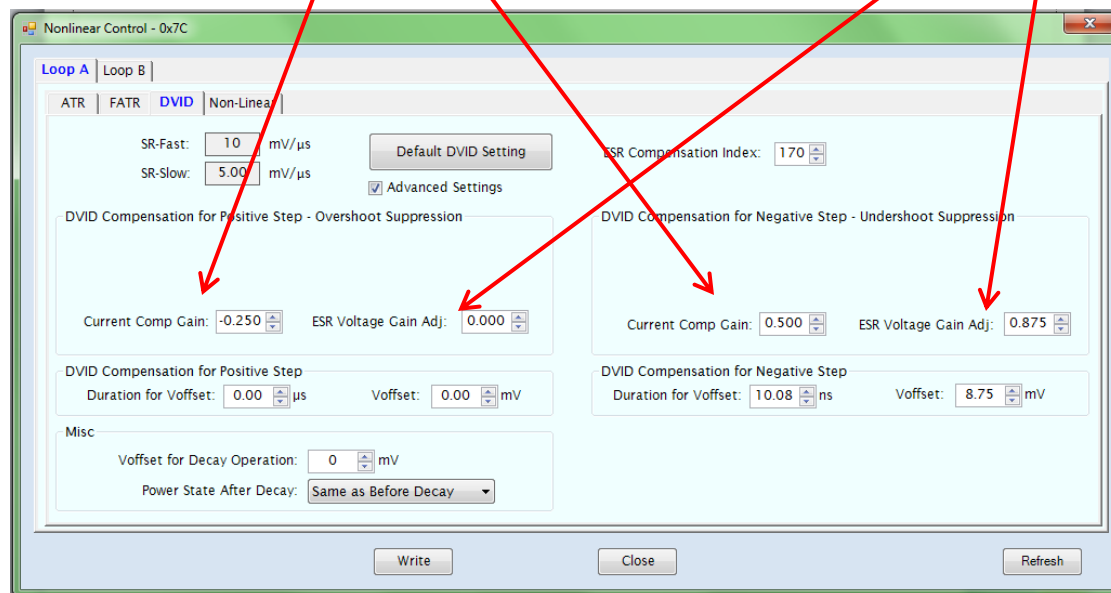 Nonlinear Control - 0x7C
Loop A Loop B
ATR FATR DVID Non-Linear
SR-Fast: 10 mV/µs Default DVID Setting ESR Compensation Index: 170
SR-Slow: 5.00 mV/µs
Advanced Settings
DVID Compensation for Positive Step - Overshoot Suppression DVID Compensation for Negative Step - Undershoot Suppression
Current Comp Gain: -0.250 ESR Voltage Gain Adj: 0.000 Current Comp Gain: 0.500 ESR Voltage Gain Adj: 0.875
DVID Compensation for Positive Step DVID Compensation for Negative Step
Duration for Voffset: 0.00 µs Voffset: 0.00 mV Duration for Voffset: 10.08 ns Voffset: 8.75 mV
Misc
Voffset for Decay Operation: 0 mV
Power State After Decay: Same as Before Decay
Write Close Refresh